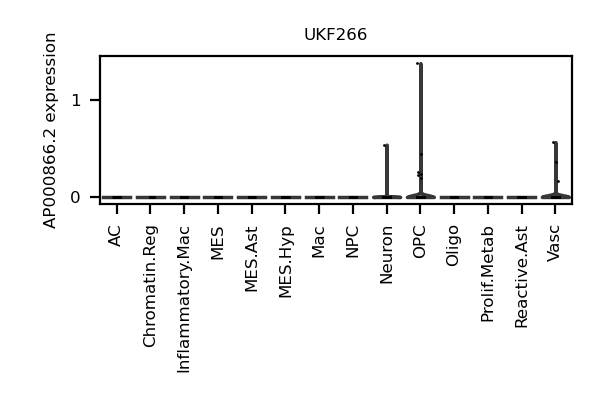 UKF266
AP000866.2 expression
1
0
AC
Chromatin.Reg
Inflammatory.Mac
MES
MES.Ast
MES.Hyp
Mac
NPC
Neuron
OPC
Oligo
Prolif.Metab
Reactive.Ast
Vasc